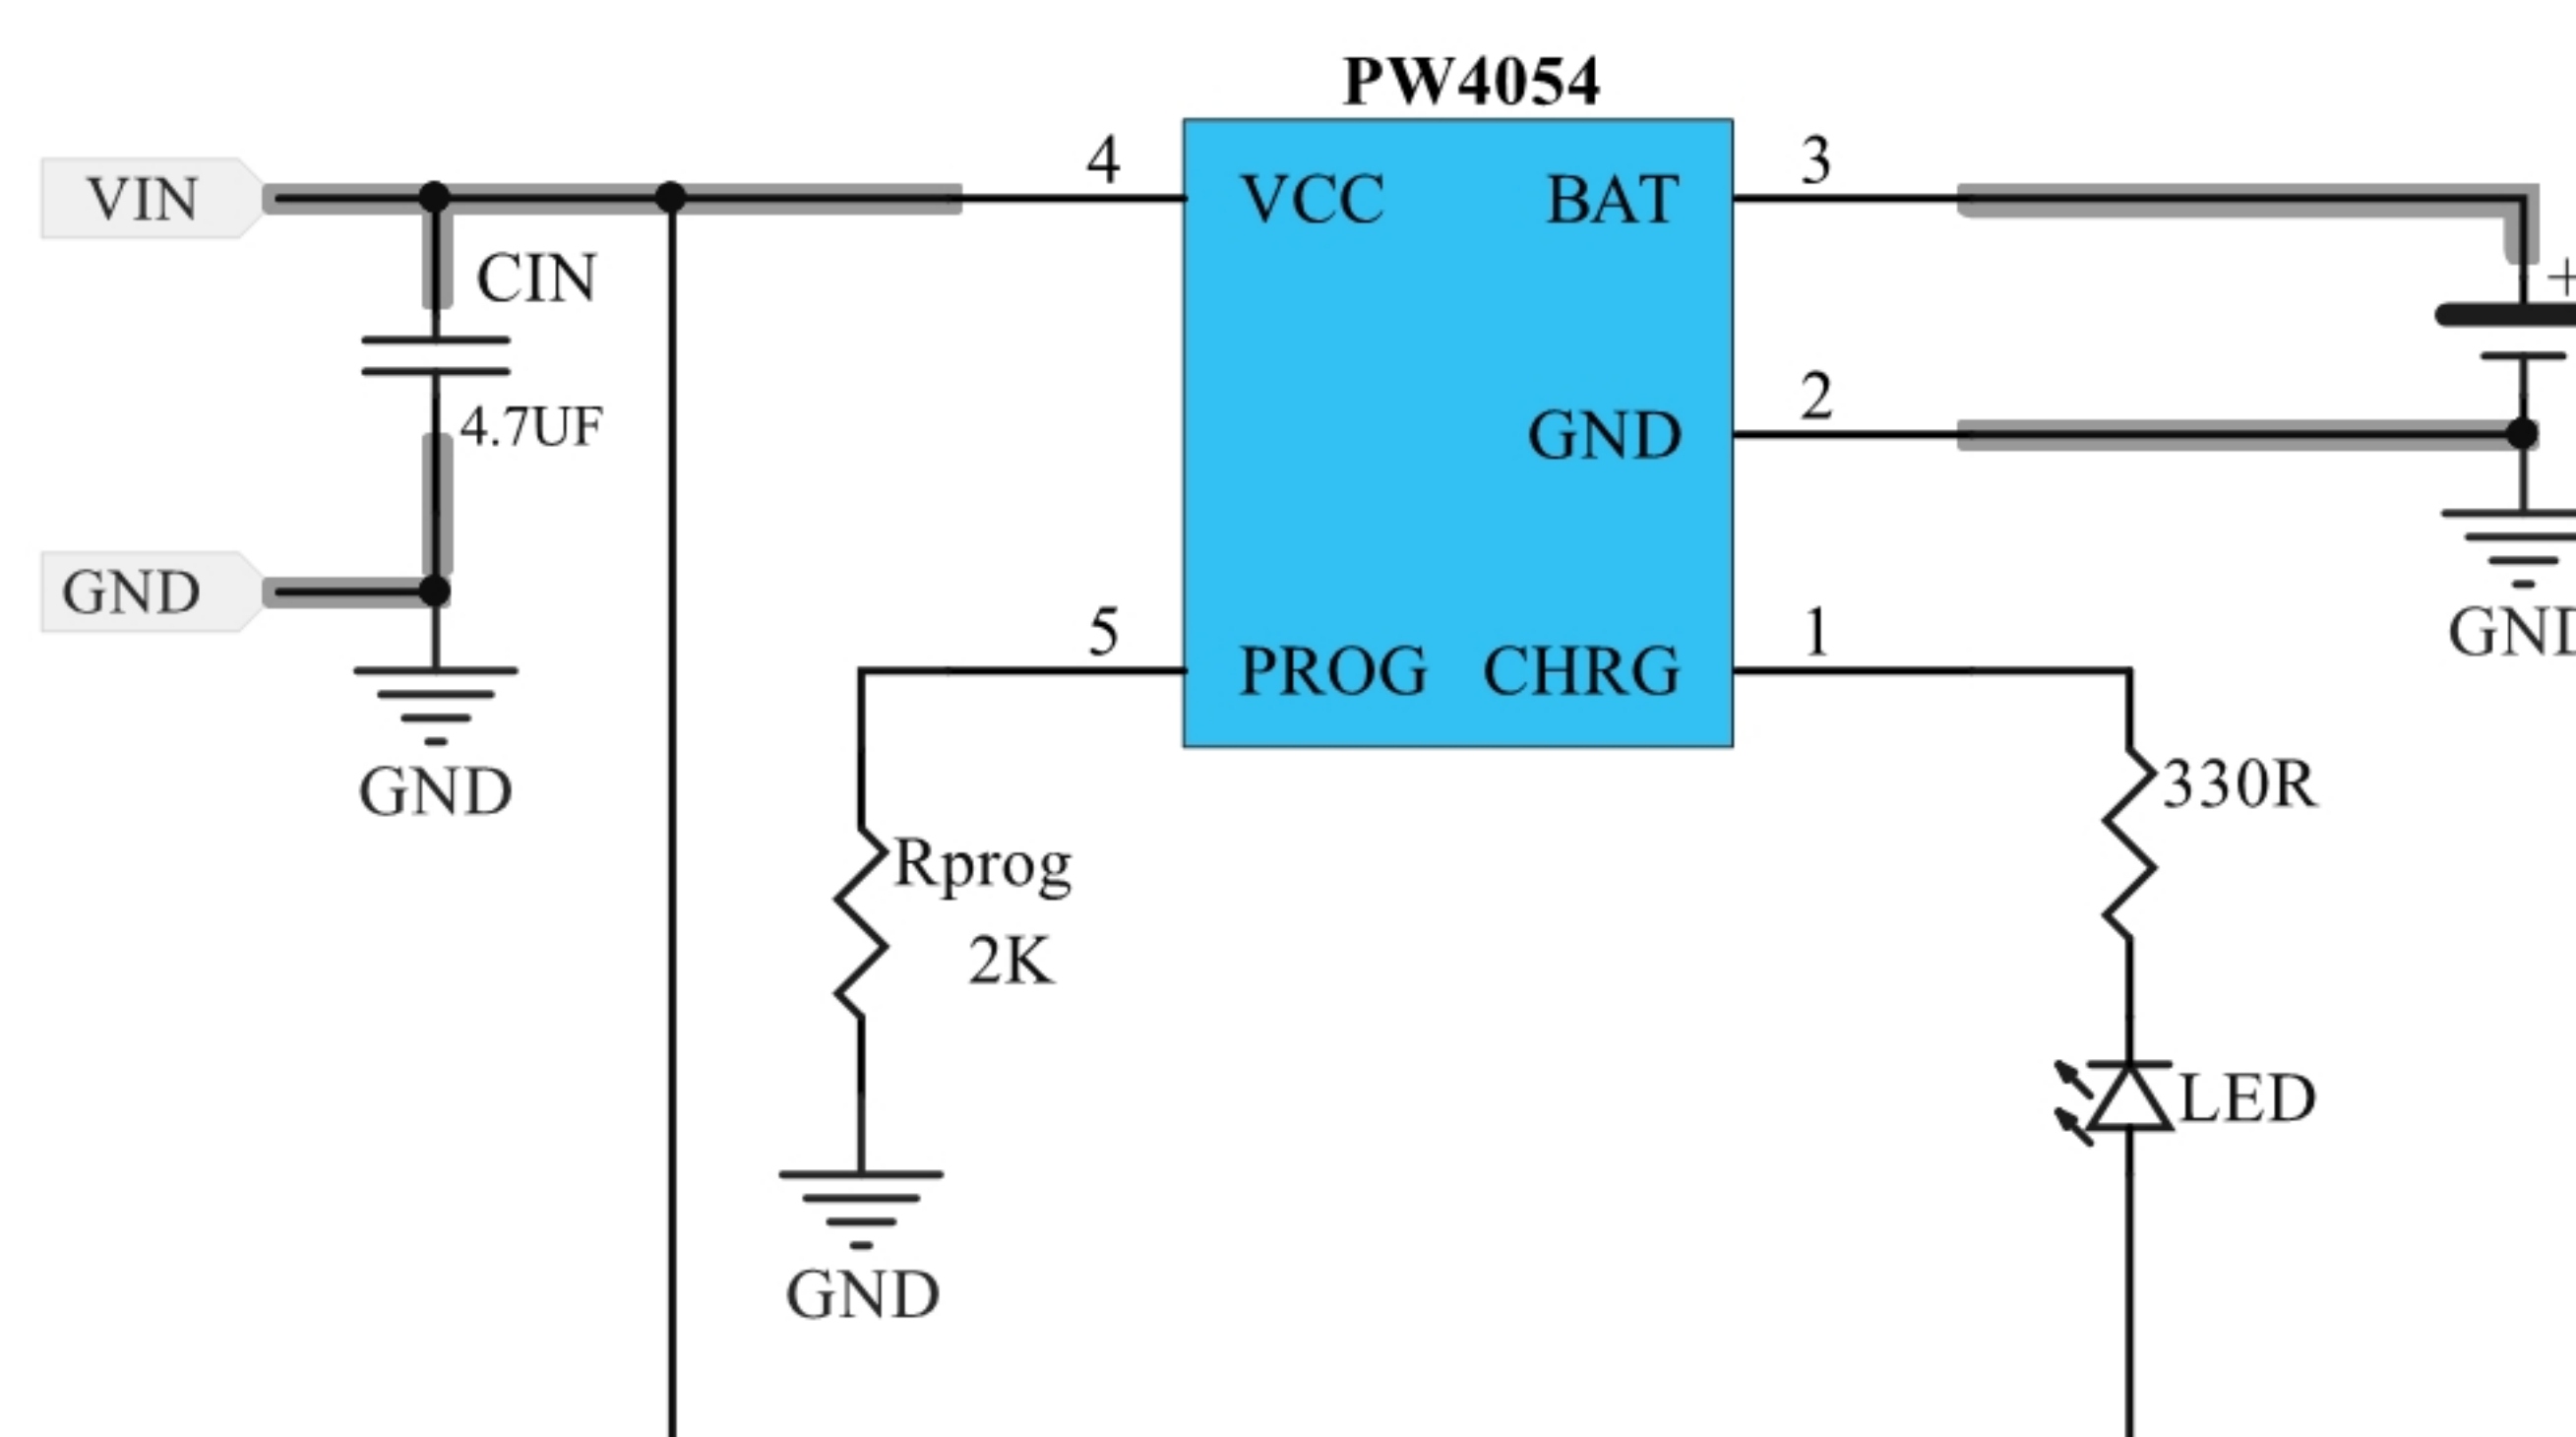 PW4054
VIN
4
VCC
BAT
3
CIN
+
4.7UF
GND
2
GND
GND
5
PROG
CHRG
1
GND
330R
Rprog
2K
LED
GND